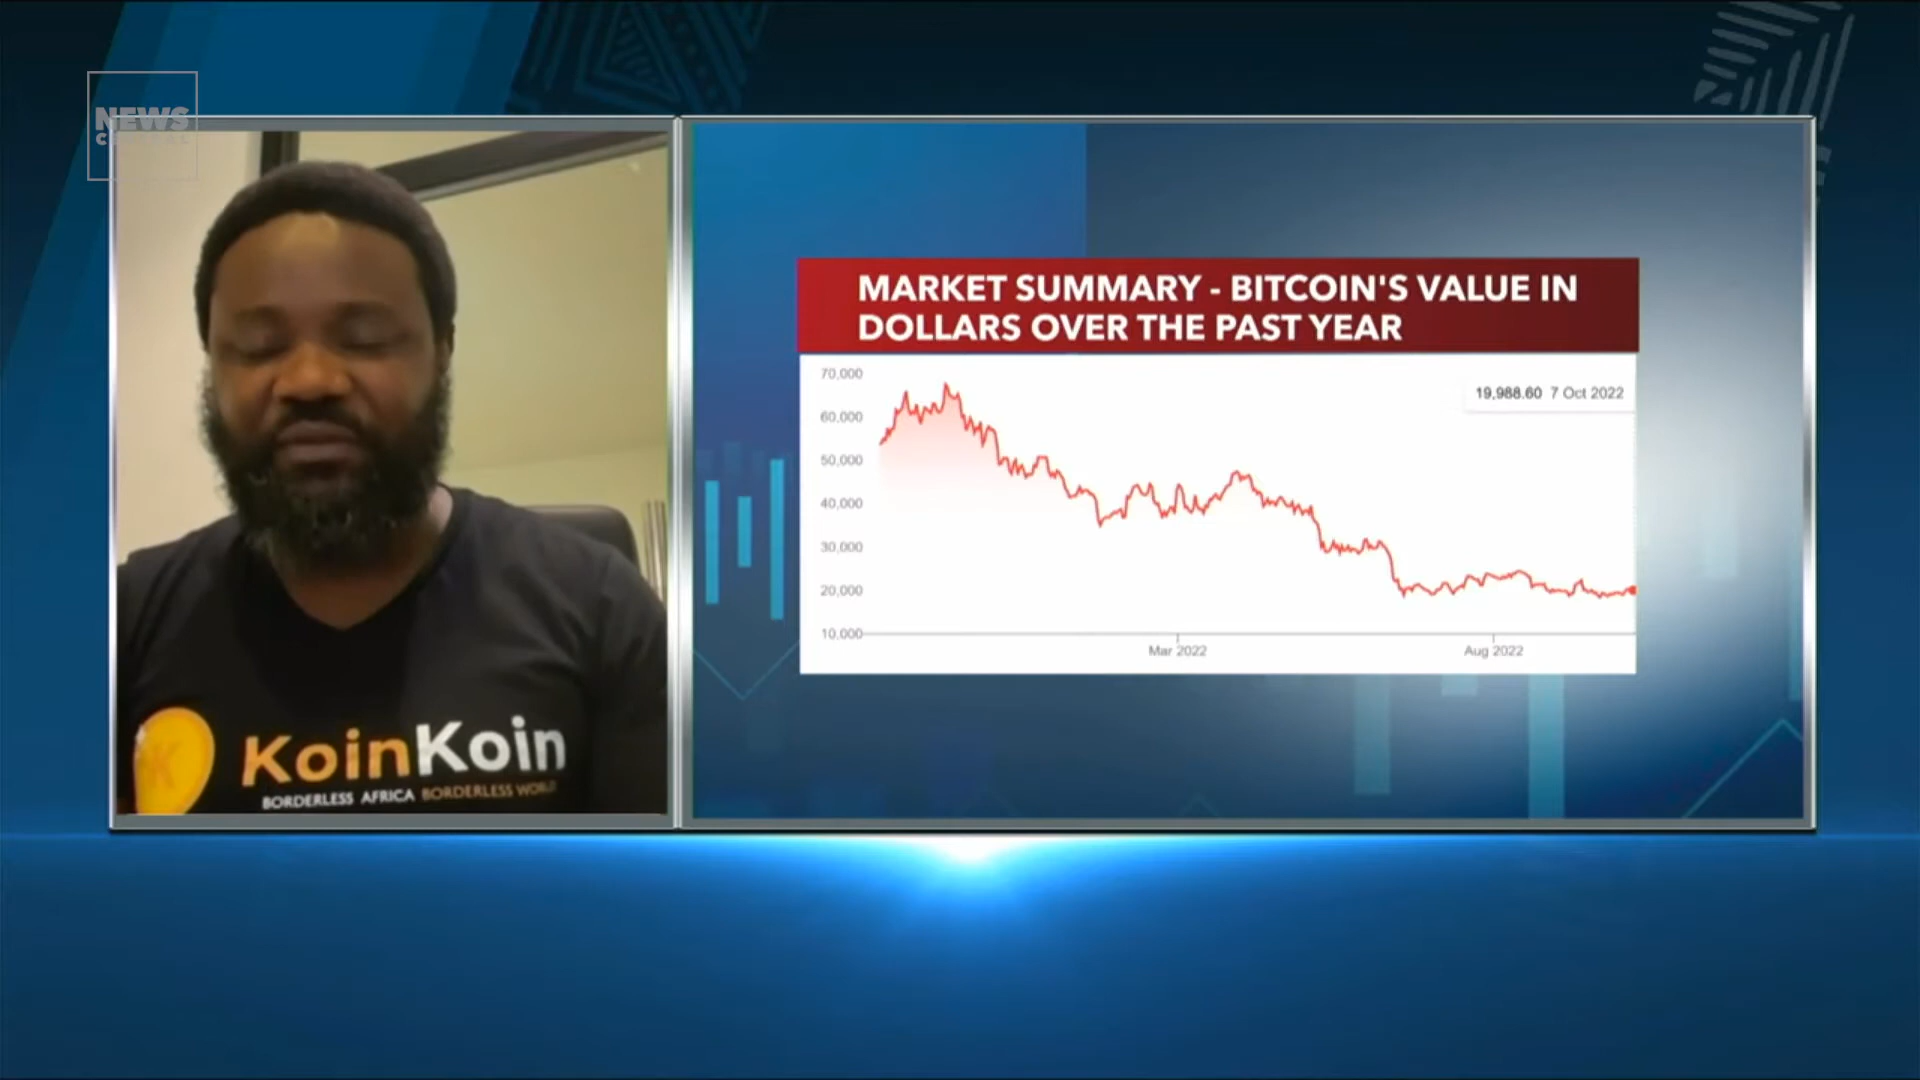 NEWS
MARKET SUMMARY - BITCOIN'S VALUE IN
DOLLARS OVER THE PAST YEAR
70,000
19,988.60 7 Oct 2022
60,000
50,000
40,000
30,000
20,000
10,000
Mar 2022
Aug 2022
K
KoinKoin
BORDERLESS AFRICA BORDERLESS WORLD